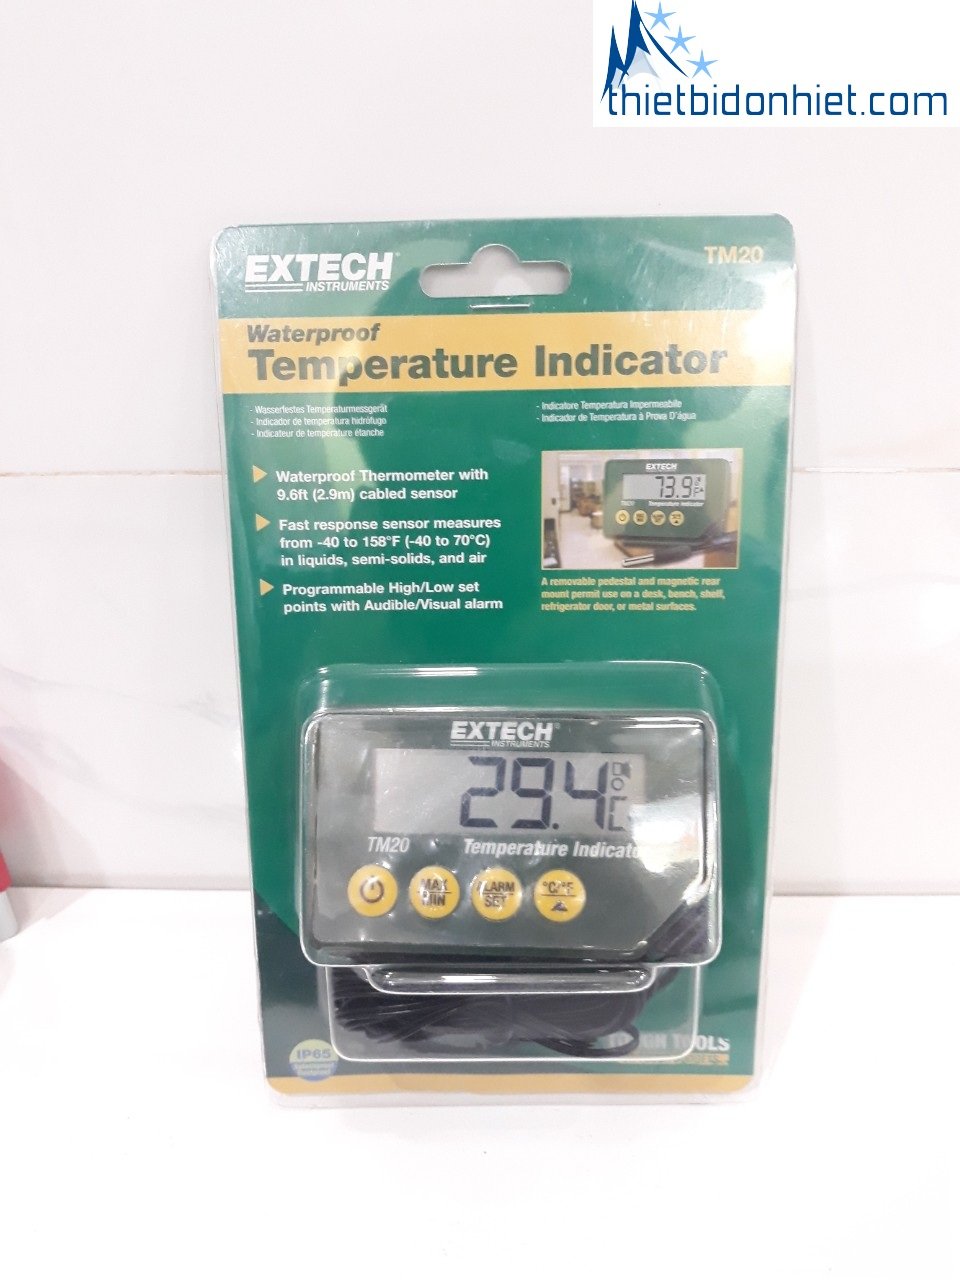 thietbidonhiet.com
EXTECH®
INSTRUMENTS
TM20
Waterproof
Temperature Indicator
- Wasserfestes Temperaturmessgerät
- Indicador de temperatura hidrófugo
- Indicateur de température étanche
- Indicatore Temperatura Impermeabile
- Indicador de Temperatura à Prova D'água
Waterproof Thermometer with
9.6ft (2.9m) cabled sensor
Fast response sensor measures
from -40 to 158°F (-40 to 70°C)
in liquids, semi-solids, and air
Programmable High/Low set
points with Audible/Visual alarm
EXTECH
73.9
TM20
Temperature Indicator
A removable pedestal and magnetic rear
mount permit use on a desk, bench, shelf,
refrigerator door, or metal surfaces.
EXTECH®
INSTRUMENTS
29.4°C
TM20
Temperature Indicator
MAX
MIN
ALARM
SET
°C/°F
IP65
TOOLS